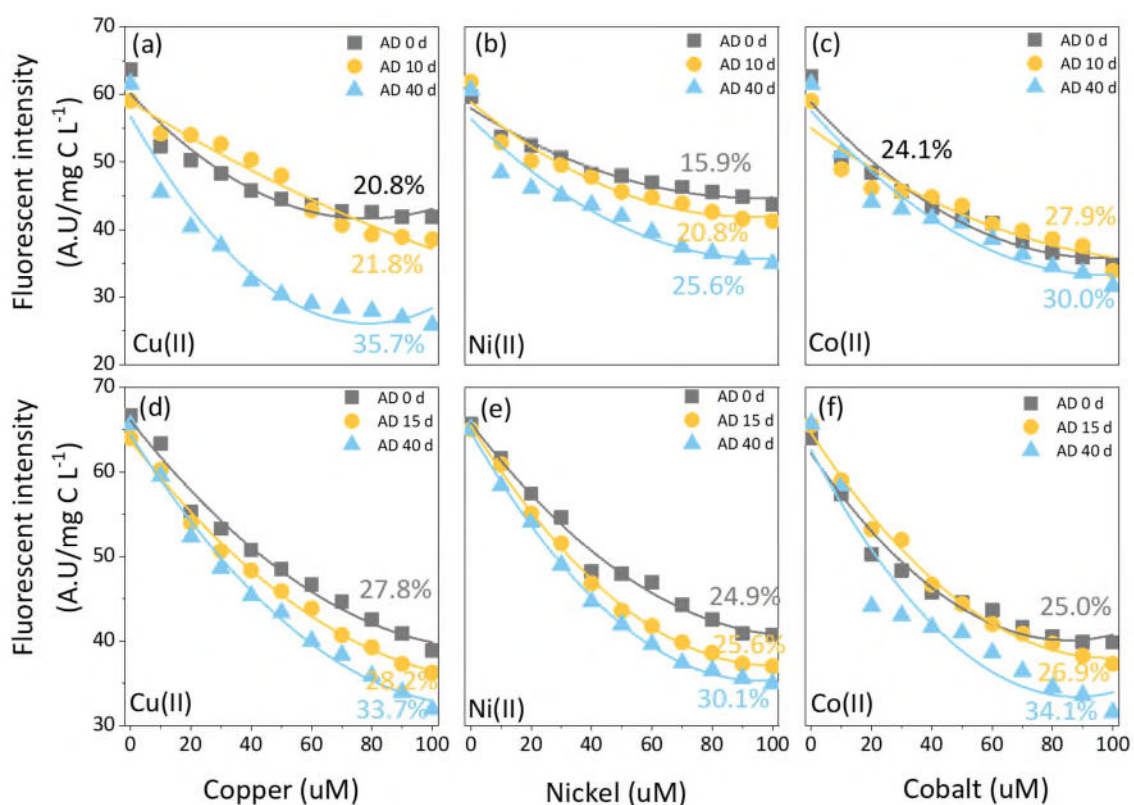 Fluorescent intensity
(A.U/mg C L-1)
70
60
50
40
30
20
(a)
AD 0 d
AD 10 d
AD 40 d
20.8%
21.8%
35.7%
Cu(II)
(b)
AD 0 d
AD 10 d
AD 40 d
15.9%
20.8%
25.6%
Ni(II)
(c)
AD 0 d
AD 10 d
AD 40 d
24.1%
27.9%
30.0%
Co(II)
Fluorescent intensity
(A.U/mg C L-1)
70
60
50
40
30
(d)
AD 0 d
AD 15 d
AD 40 d
27.8%
28.2%
33.7%
Cu(II)
0 20 40 60 80 100
Copper (uM)
(e)
AD 0 d
AD 15 d
AD 40 d
24.9%
25.6%
30.1%
Ni(II)
0 20 40 60 80 100
Nickel (uM)
(f)
AD 0 d
AD 15 d
AD 40 d
25.0%
26.9%
34.1%
Co(II)
0 20 40 60 80 100
Cobalt (uM)